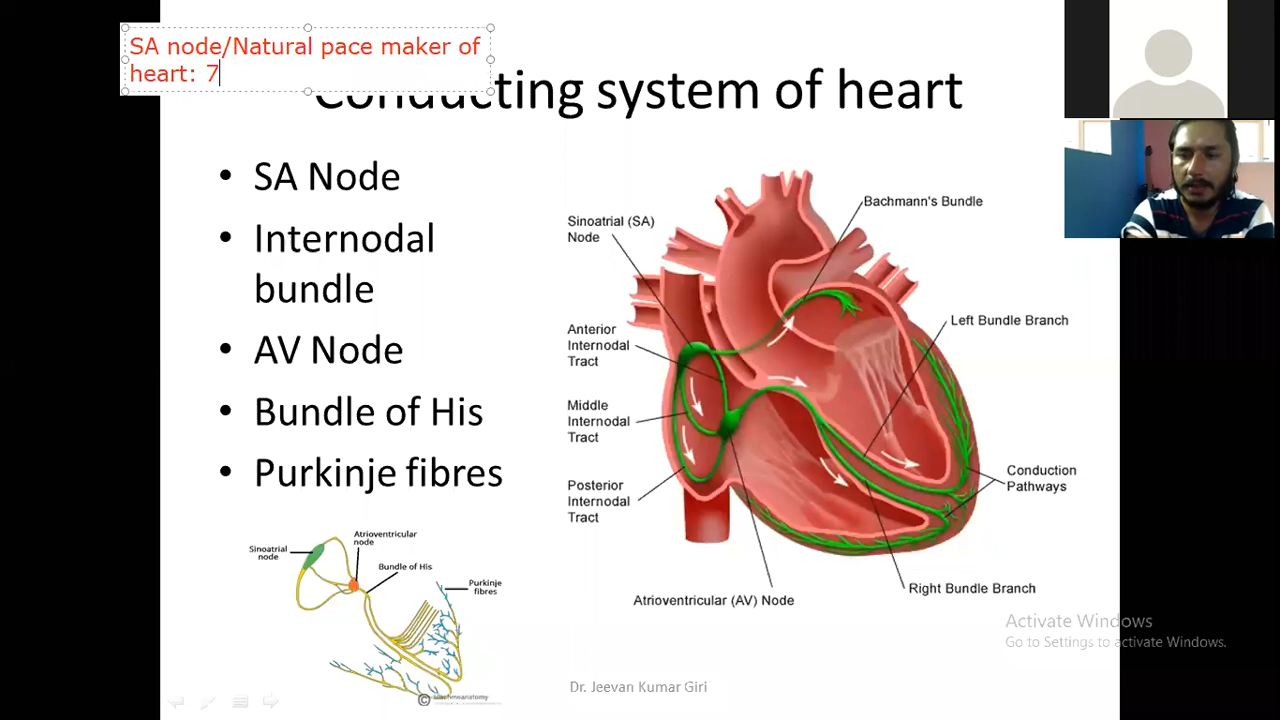 SA node/Natural pace maker of
heart: 7
Conducting system of heart
• SA Node
• Internodal
bundle
• AV Node
• Bundle of His
• Purkinje fibres
Sinoatrial (SA)
Node
Bachmann's Bundle
Anterior
Internodal
Tract
Left Bundle Branch
Middle
Internodal
Tract
Posterior
Internodal
Tract
Conduction
Pathways
Right Bundle Branch
Atrioventricular (AV) Node
Sinoatrial
node
Atrioventricular
node
Bundle of His
Purkinje
fibres
Dr. Jeevan Kumar Giri
Activate Windows
Go to Settings to activate Windows.